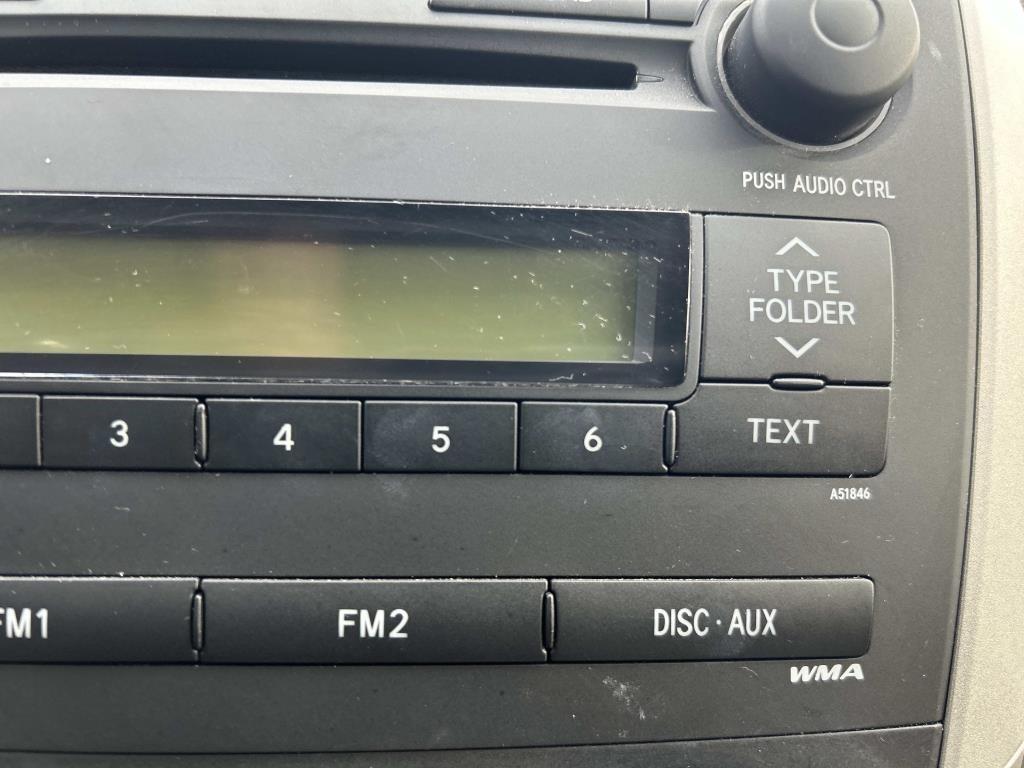 PUSH AUDIO CTRL
TYPE
FOLDER
3
4
5
6
TEXT
A51846
FM1
FM2
DISC·AUX
WMA